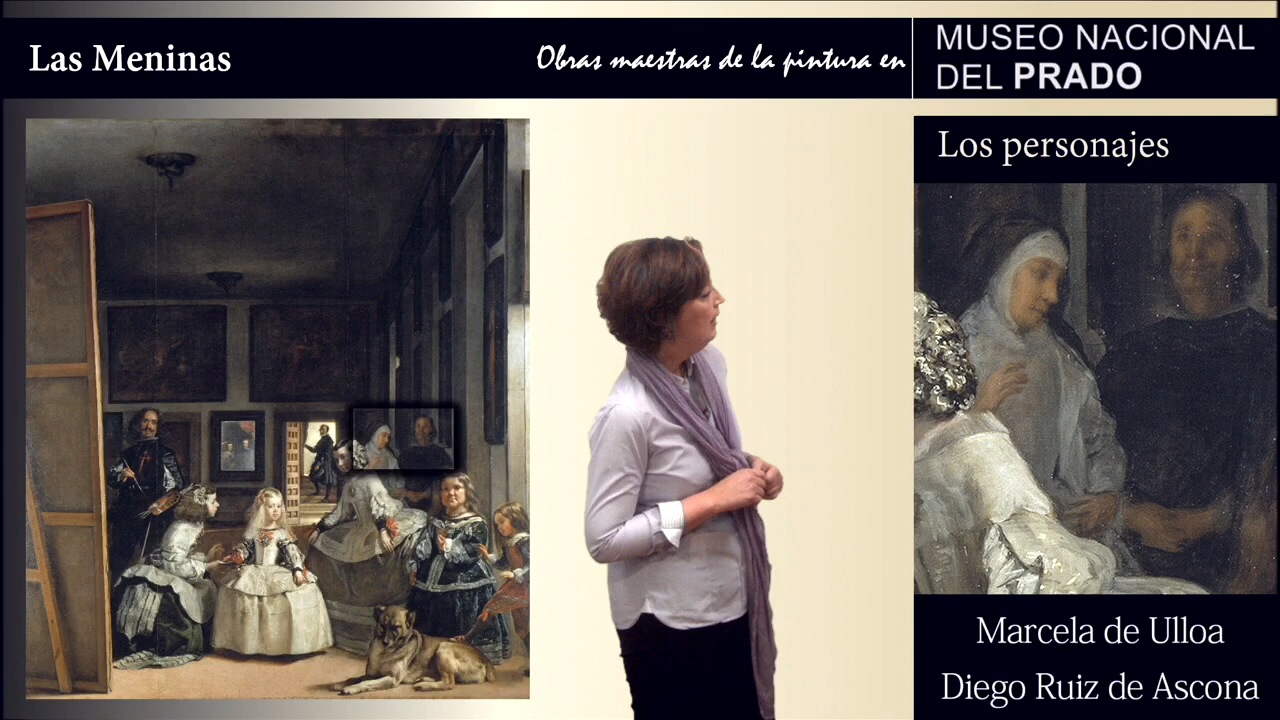 Las Meninas
Obras maestras de la pintura en
MUSEO NACIONAL
DEL PRADO
Los personajes
Marcela de Ulloa
Diego Ruiz de Ascona